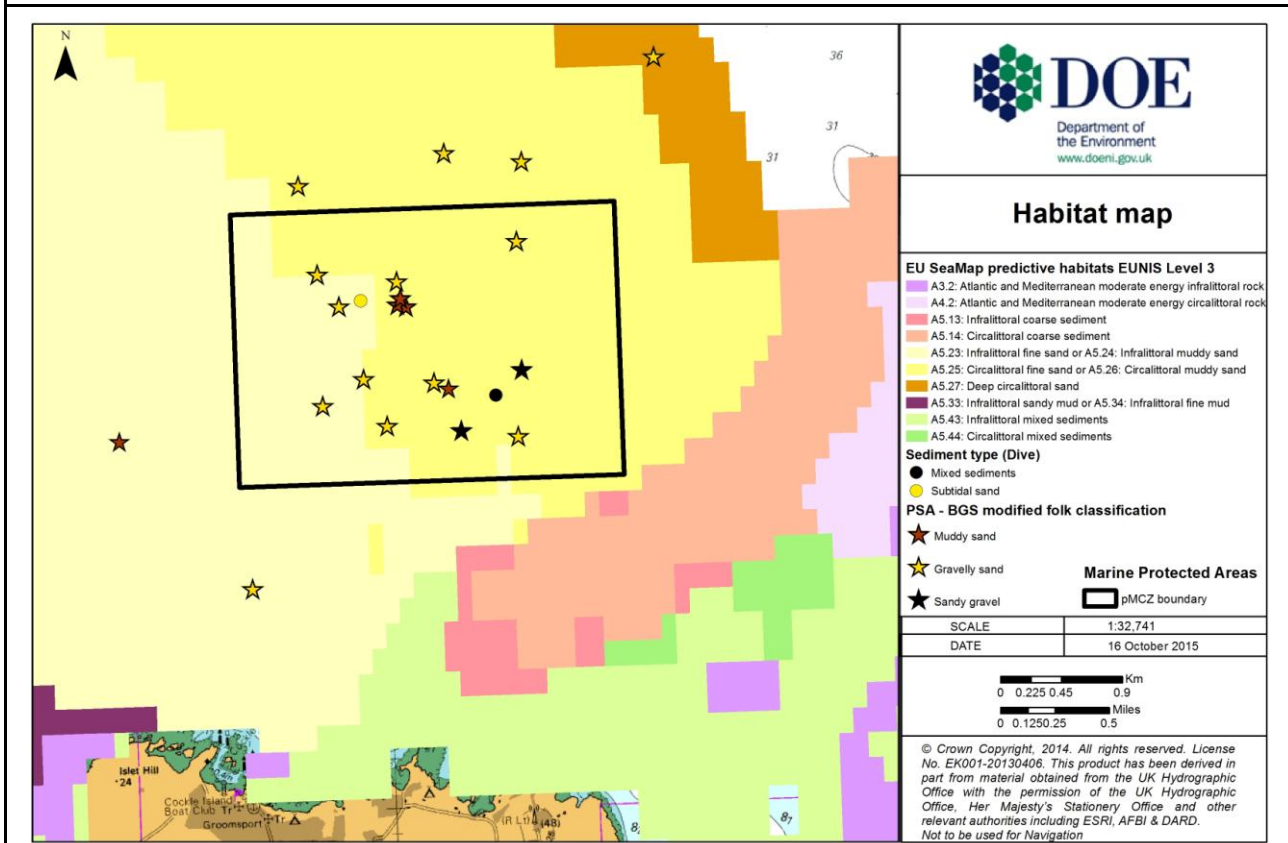 N
36
31
31
Islet Hill
24
Cockle Island
Boat Club Tr
Groomsport
Tr
(R Lt)
(48)
8₇
DOE
Department of
the Environment
www.doeni.gov.uk
Habitat map
EU SeaMap predictive habitats EUNIS Level 3
A3.2: Atlantic and Mediterranean moderate energy infralittoral rock
A4.2: Atlantic and Mediterranean moderate energy circalittoral rock
A5.13: Infralittoral coarse sediment
A5.14: Circalittoral coarse sediment
A5.23: Infralittoral fine sand or A5.24: Infralittoral muddy sand
A5.25: Circalittoral fine sand or A5.26: Circalittoral muddy sand
A5.27: Deep circalittoral sand
A5.33: Infralittoral sandy mud or A5.34: Infralittoral fine mud
A5.43: Infralittoral mixed sediments
A5.44: Circalittoral mixed sediments
Sediment type (Dive)
Mixed sediments
Subtidal sand
PSA - BGS modified folk classification
Muddy sand
Gravelly sand
Sandy gravel
Marine Protected Areas
pMCZ boundary
SCALE 1:32,741
DATE 16 October 2015
Km
0 0.225 0.45 0.9
Miles
0 0.1250.25 0.5
© Crown Copyright, 2014. All rights reserved. License
No. EK001-20130406. This product has been derived in
part from material obtained from the UK Hydrographic
Office with the permission of the UK Hydrographic
Office, Her Majesty's Stationery Office and other
relevant authorities including ESRI, AFBI & DARD.
Not to be used for Navigation